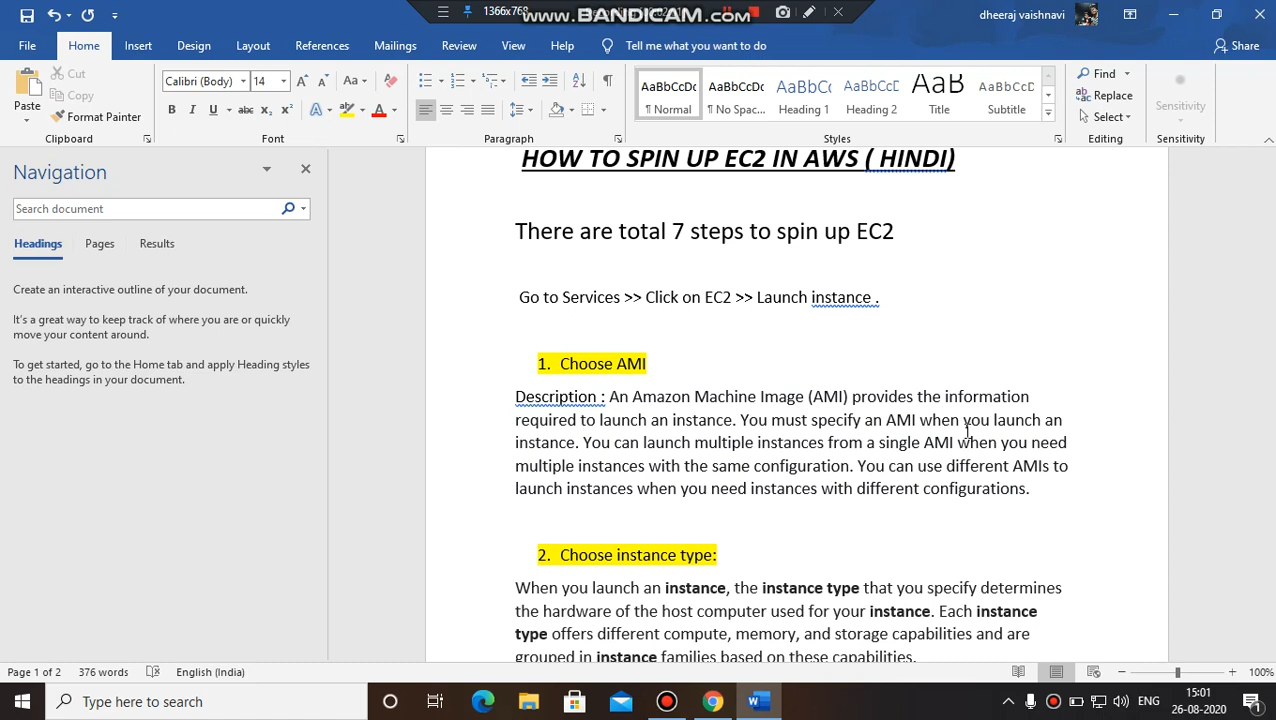 1366x768
www.BANDICAM.com
dheeraj vaishnavi
File Home Insert Design Layout References Mailings Review View Help Tell me what you want to do Share
Paste
Cut
Copy
Format Painter
Clipboard
Calibri (Body) 14
Font
Paragraph
AaBbCcDc AaBbCcDc AaBbCc AaBbCcD AaB AaBbCcD
¶ Normal ¶ No Spac... Heading 1 Heading 2 Title Subtitle
Styles
Find
Replace
Select
Editing
Sensitivity
Sensitivity
Navigation
Search document
Headings Pages Results
Create an interactive outline of your document.
It's a great way to keep track of where you are or quickly
move your content around.
To get started, go to the Home tab and apply Heading styles
to the headings in your document.
HOW TO SPIN UP EC2 IN AWS ( HINDI)
There are total 7 steps to spin up EC2
Go to Services >> Click on EC2 >> Launch instance .
1. Choose AMI
Description : An Amazon Machine Image (AMI) provides the information
required to launch an instance. You must specify an AMI when you launch an
instance. You can launch multiple instances from a single AMI when you need
multiple instances with the same configuration. You can use different AMIs to
launch instances when you need instances with different configurations.
2. Choose instance type:
When you launch an instance, the instance type that you specify determines
the hardware of the host computer used for your instance. Each instance
type offers different compute, memory, and storage capabilities and are
grouped in instance families based on these capabilities.
Page 1 of 2 376 words English (India) 100%
Type here to search
ENG
15:01
26-08-2020